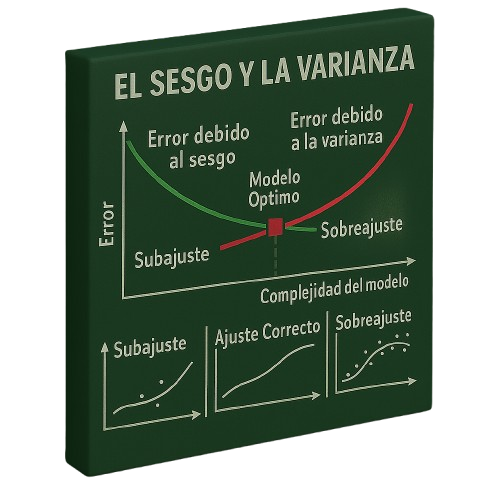 EL SESGO Y LA VARIANZA
Error debido
al sesgo
Error debido
a la varianza
Modelo
Optimo
Error
Subajuste
Sobreajuste
Complejidad del modelo
Subajuste
Ajuste Correcto
Sobreajuste